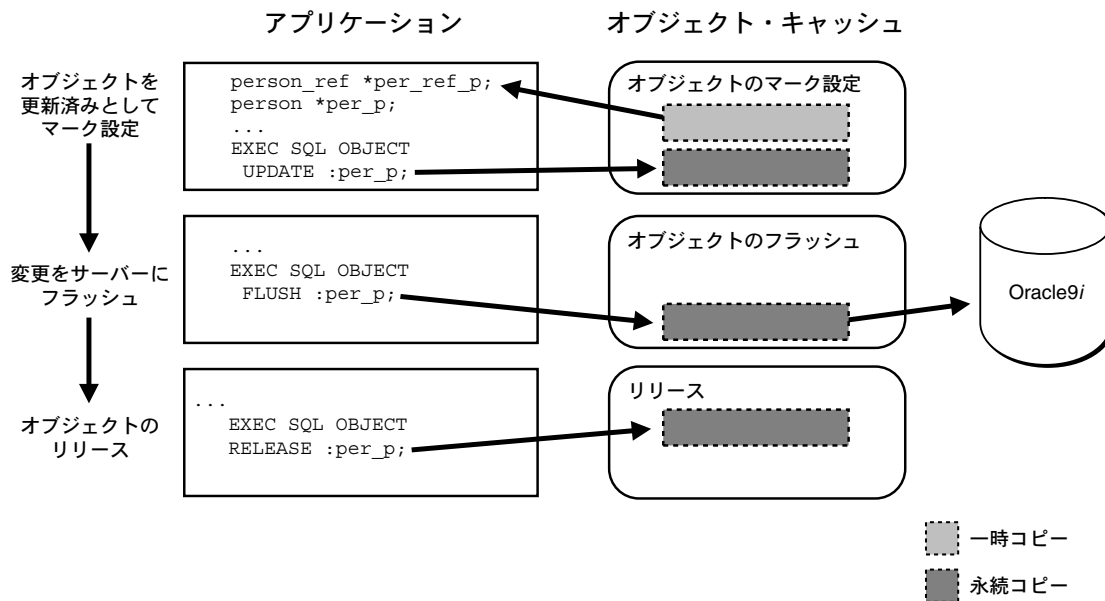 アプリケーション
オブジェクト・キャッシュ
オブジェクトを
更新済みとして
マーク設定
person_ref *per_ref_p;
person *per_p;
...
EXEC SQL OBJECT
UPDATE :per_p;
オブジェクトのマーク設定
変更をサーバーに
フラッシュ
...
EXEC SQL OBJECT
FLUSH :per_p;
オブジェクトのフラッシュ
Oracle9i
オブジェクトの
リリース
...
EXEC SQL OBJECT
RELEASE :per_p;
リリース
一時コピー
永続コピー